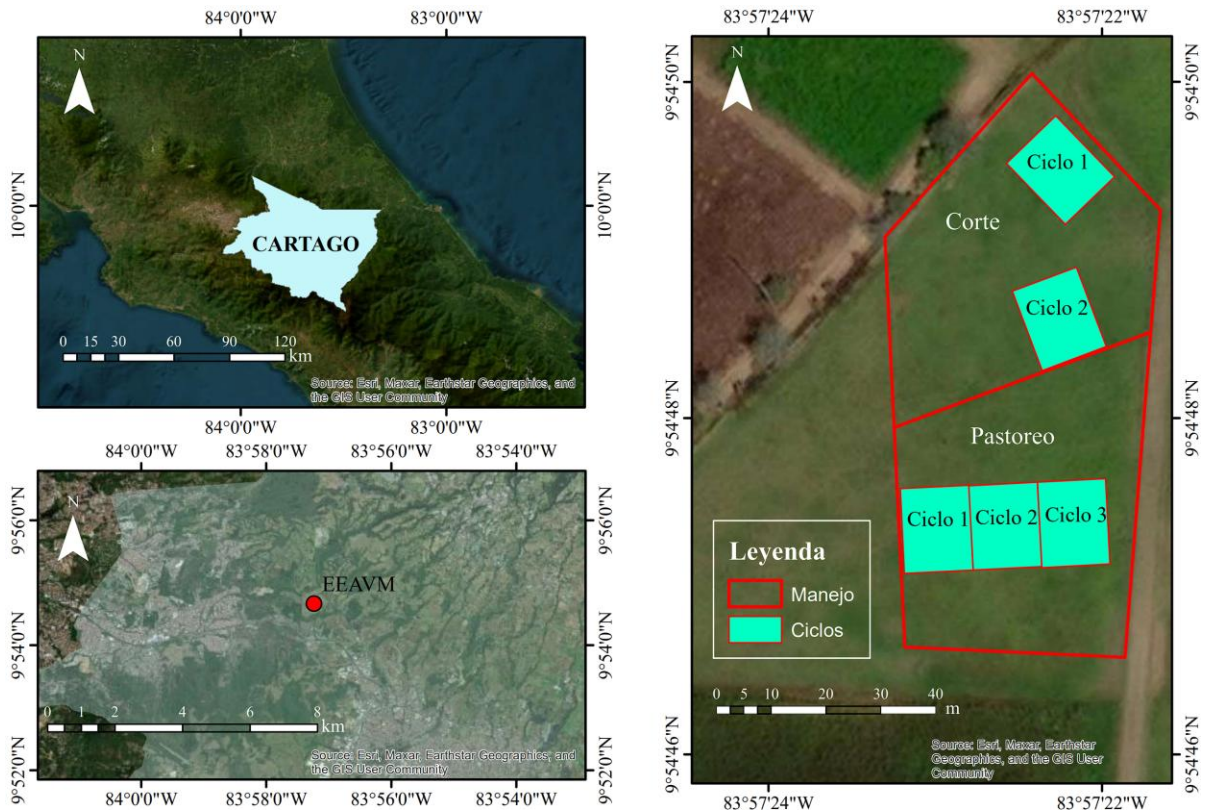 84°0'0"W 83°0'0"W
N
10°0'0"N
10°0'0"N
CARTAGO
0 15 30 60 90 120
km
Source: Esri, Maxar, Earthstar Geographics, and
the GIS User Community
84°0'0"W 83°0'0"W
84°0'0"W 83°58'0"W 83°56'0"W 83°54'0"W
N
9°56'0"N
9°56'0"N
EEAVM
9°54'0"N
9°54'0"N
0 1 2 4 6 8
km
Source: Esri, Maxar, Earthstar Geographics, and
the GIS User Community
9°52'0"N
9°52'0"N
84°0'0"W 83°58'0"W 83°56'0"W 83°54'0"W
83°57'24"W 83°57'22"W
N
9°54'50"N
9°54'50"N
Ciclo 1
Corte
Ciclo 2
9°54'48"N
9°54'48"N
Pastoreo
Ciclo 1 Ciclo 2 Ciclo 3
Leyenda
Manejo
Ciclos
0 5 10 20 30 40
m
Source: Esri, Maxar, Earthstar
Geographics, and the GIS User
Community
9°54'46"N
9°54'46"N
83°57'24"W 83°57'22"W